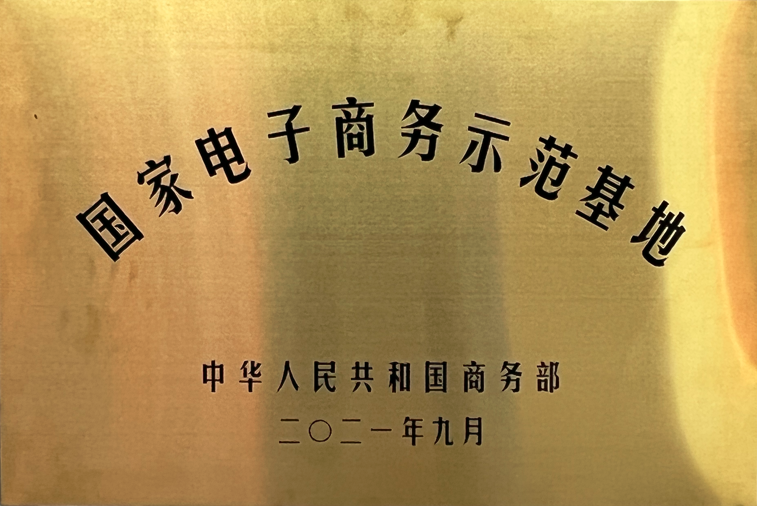 国家电子商务示范基地
中华人民共和国商务部
二〇二一年九月